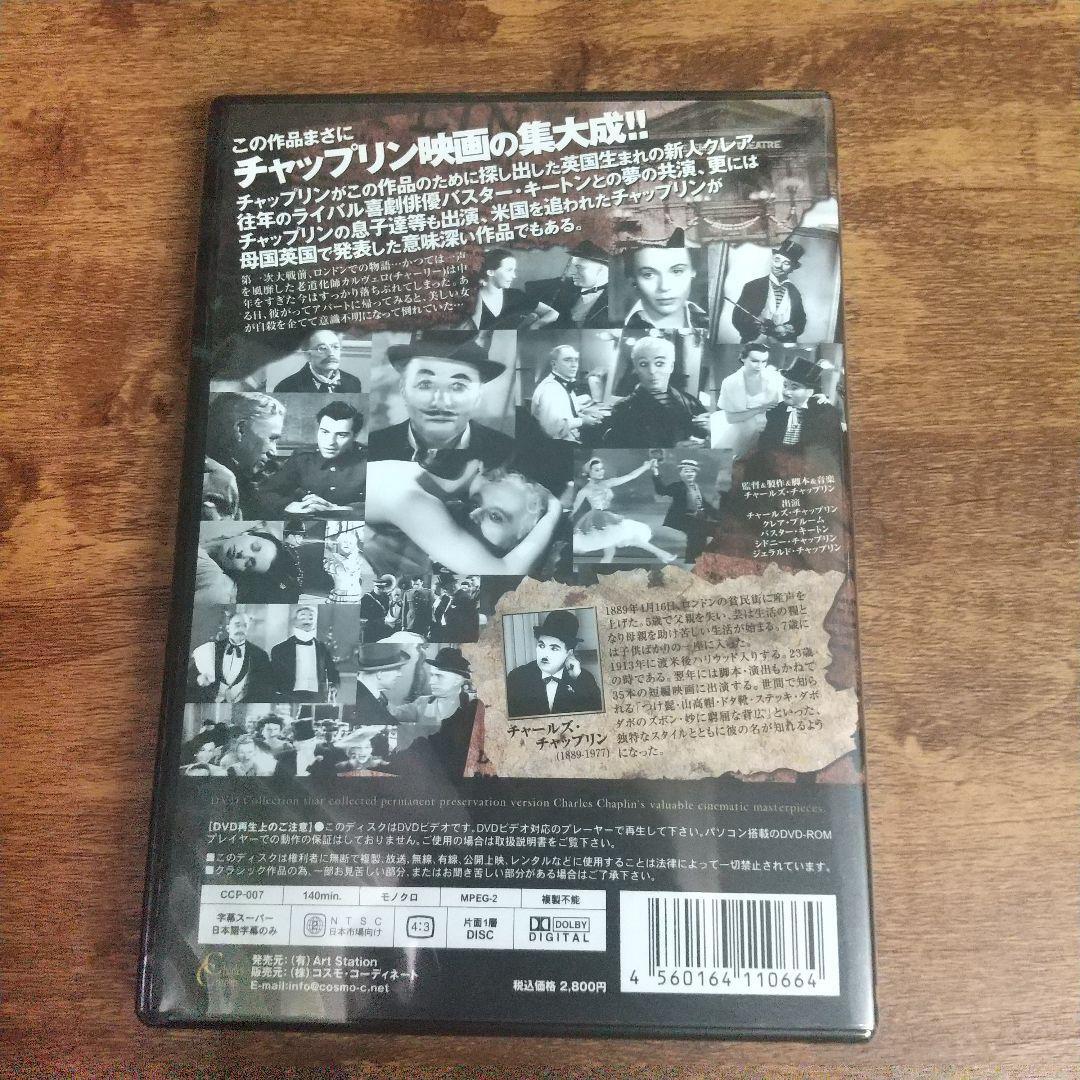 この作品まさに
チャップリン映画の集大成!!
チャップリンがこの作品のために探し出した英国生まれの新人クレア
往年のライバル喜劇俳優バスター・キートンとの夢の共演、更には
チャップリンの息子達等も出演、米国を追われたチャップリンが
母国英国で発表した意味深い作品でもある。
第一次大戦前、ロンドンでの物語…かつては一声
を風靡した老道化師カルヴェロ(チャーリー)は中
年をすぎた今はすっかり落ちぶれてしまった。あ
る日、彼がってアパートに帰ってみると、美しい女
が自殺を企てて意識不明になって倒れていた…
監督&製作&脚本&音楽
チャールズ・チャップリン
出演
チャールズ・チャップリン
クレア・ブルーム
バスター・キートン
シドニー・チャップリン
ジェラルド・チャップリン
1889年4月16日、ロンドンの貧民街に産声を
上げた。5歳で父親を失い、芸は生活の糧と
なり母親を助け苦しい生活が始まる。7歳に
は子供ばかりの一座に入った。
1913年に渡米後ハリウッド入りする。23歳
の時である。翌年には脚本・演出もかねて
35本の短編映画に出演する。世間で知ら
れる「つけ髭・山高帽・ドタ靴・ステッキ・ダボ
ダボのズボン・妙に窮屈な背広」といった、
独特なスタイルとともに彼の名が知れるよう
になった。
チャールズ・
チャップリン
(1889-1977)
DVD Collection that collected permanent preservation version Charles Chaplin's valuable cinematic masterpieces.
【DVD再生上のご注意】●このディスクはDVDビデオです。DVDビデオ対応のプレーヤーで再生して下さい。パソコン搭載のDVD-ROM
プレイヤーでの動作の保証はしておりません。ご使用の場合は取扱説明書をご覧下さい。
■このディスクは権利者に無断で複製、放送、無線、有線、公開上映、レンタルなどに使用することは法律によって一切禁止されています。
■クラシック作品の為、一部お見苦しい部分、またはお聞き苦しい部分がある場合はご了承下さい。
CCP-007 140min. モノクロ MPEG-2 複製不能
字幕スーパー
日本語字幕のみ
2 NTSC
日本市場向け
4:3
片面1層
DISC
DOLBY
DIGITAL
発売元：(有)Art Station
販売元：(株)コスモ・コーディネート
E-mail:info@cosmo-c.net
税込価格 2,800円
4 560164 110664